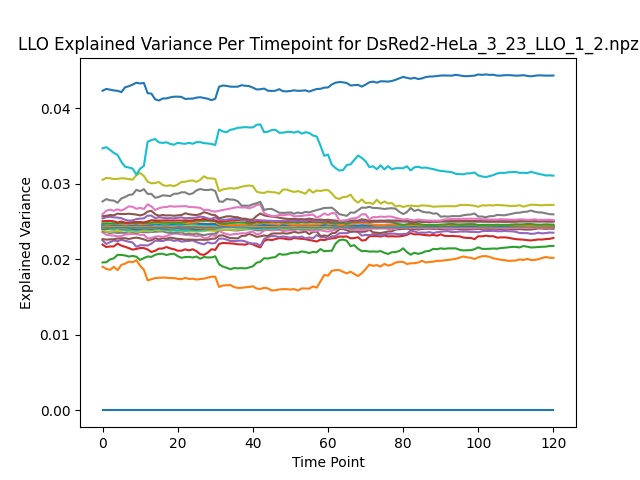 LLO Explained Variance Per Timepoint for DsRed2-HeLa_3_23_LLO_1_2.npz
0.04
0.03
0.02
0.01
0.00
Explained Variance
0 20 40 60 80 100 120
Time Point